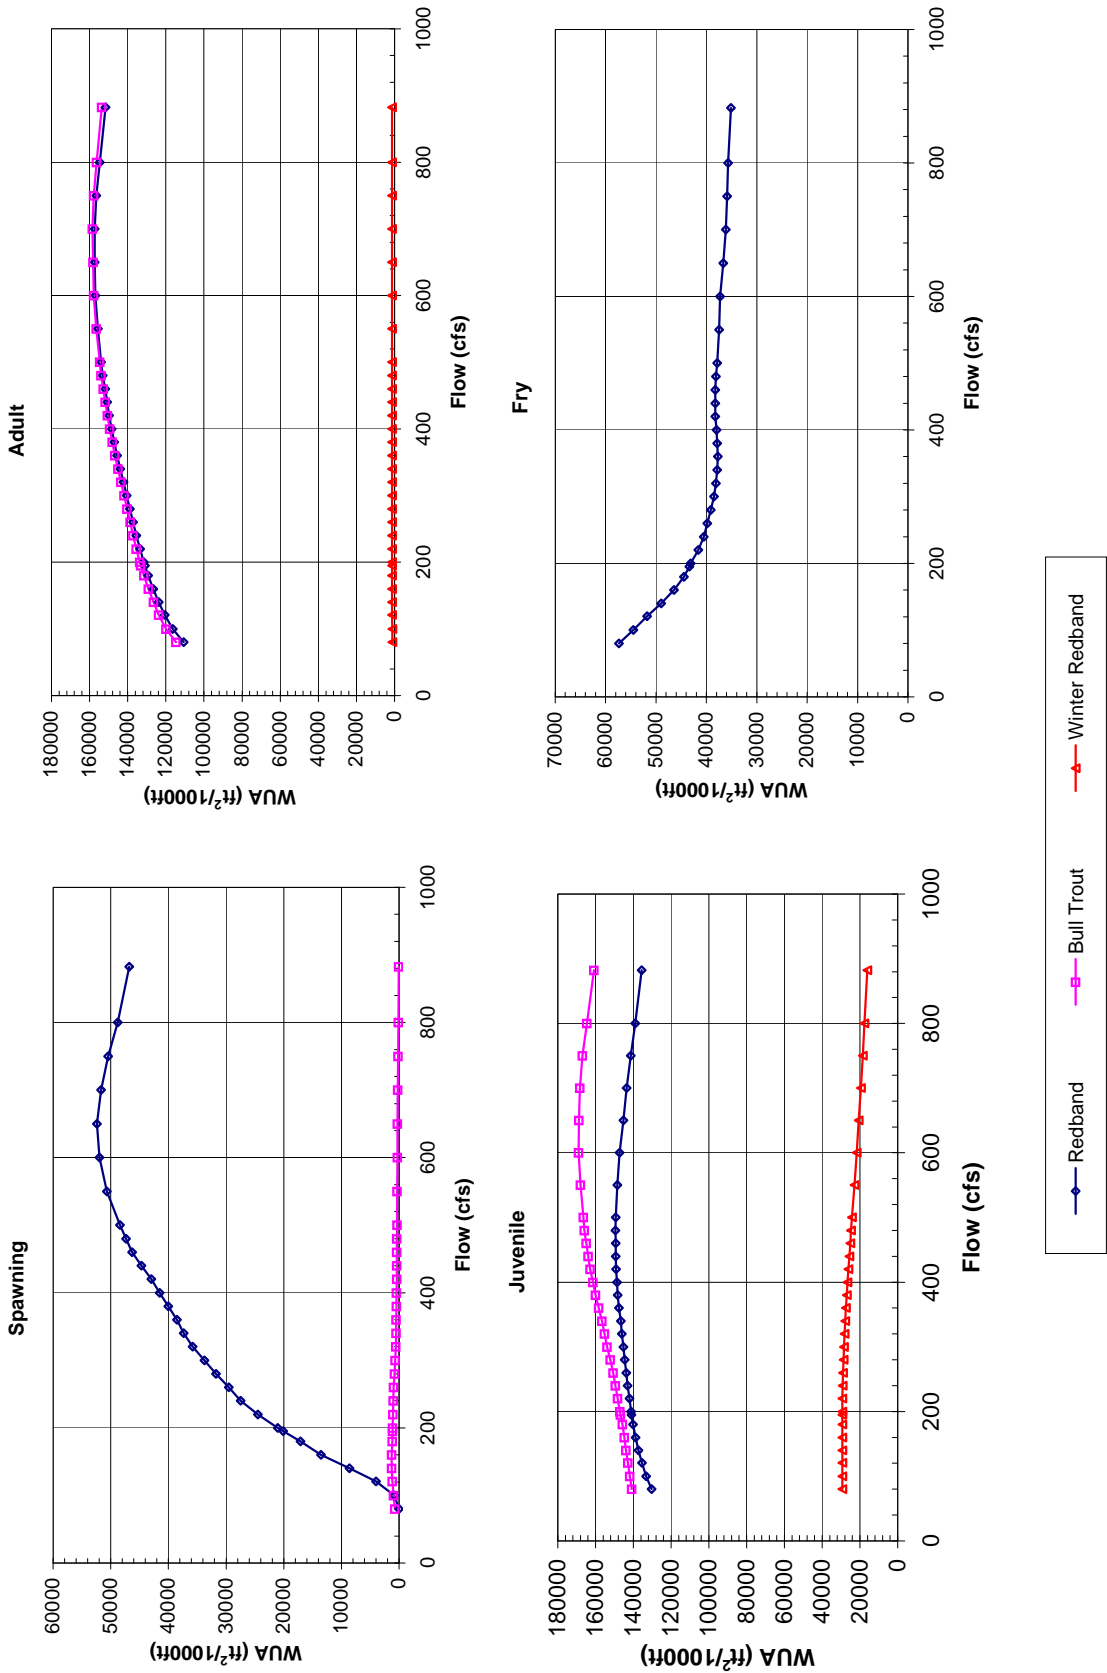 Spawning
WUA (ft²/1000ft)
60000
50000
40000
30000
20000
10000
0
0 200 400 600 800 1000
Flow (cfs)
Adult
WUA (ft²/1000ft)
180000
160000
140000
120000
100000
80000
60000
40000
20000
0
0 200 400 600 800 1000
Flow (cfs)
Juvenile
WUA (ft²/1000ft)
180000
160000
140000
120000
100000
80000
60000
40000
20000
0
0 200 400 600 800 1000
Flow (cfs)
Fry
WUA (ft²/1000ft)
70000
60000
50000
40000
30000
20000
10000
0
0 200 400 600 800 1000
Flow (cfs)
Redband Bull Trout Winter Redband